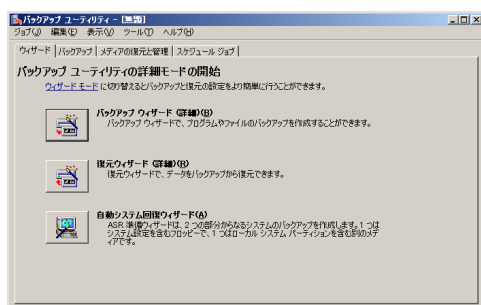 バックアップ ユーティリティ - [無題]
ジョブ(J) 編集(E) 表示(V) ツール(T) ヘルプ(H)
ウィザード バックアップ メディアの復元と管理 スケジュール ジョブ
バックアップ ユーティリティの詳細モードの開始
ウィザード モードに切り替えるとバックアップと復元の設定をより簡単に行うことができます。
バックアップ ウィザード (詳細)(B)
バックアップ ウィザードで、プログラムやファイルのバックアップを作成することができます。
復元ウィザード (詳細)(R)
復元ウィザードで、データをバックアップから復元できます。
自動システム回復ウィザード(A)
ASR 準備ウィザードは、2 つの部分からなるシステムのバックアップを作成します。1 つは
システム設定を含むフロッピーで、1 つはローカル システム パーティションを含む別のメデ
ィアです。